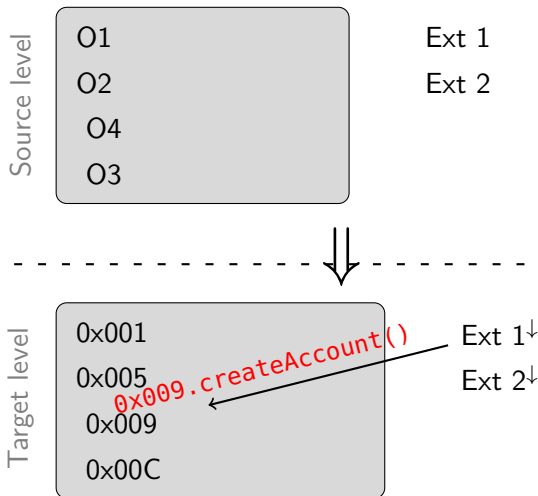 Source level
O1
Ext 1
O2
Ext 2
O4
O3
Target level
0x001
0x009.createAccount()
Ext 1↓
0x005
Ext 2↓
0x009
0x00C